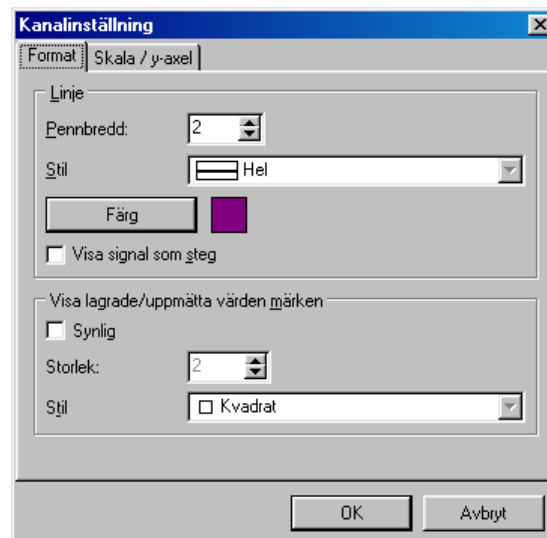 Kanalinställning
Format Skala / y-axel
Linje
Pennbredd: 2
Stil Hel
Färg
Visa signal som steg
Visa lagrade/uppmätta värden märken
Synlig
Storlek: 2
Stil Kvadrat
OK Avbryt